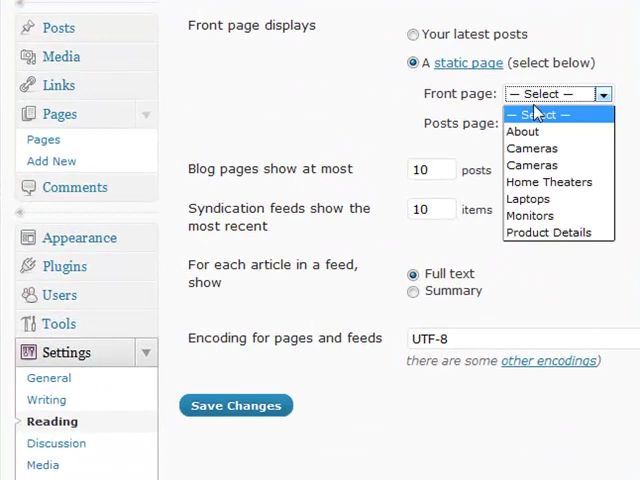 Posts
Media
Links
Pages
Pages
Add New
Comments
Appearance
Plugins
Users
Tools
Settings
General
Writing
Reading
Discussion
Media
Front page displays
Your latest posts
A static page (select below)
Front page: — Select —
— Select —
About
Cameras
Cameras
Home Theaters
Laptops
Monitors
Product Details
Posts page:
Blog pages show at most
10 posts
Syndication feeds show the
most recent
10 items
For each article in a feed,
show
Full text
Summary
Encoding for pages and feeds
UTF-8
there are some other encodings)
Save Changes